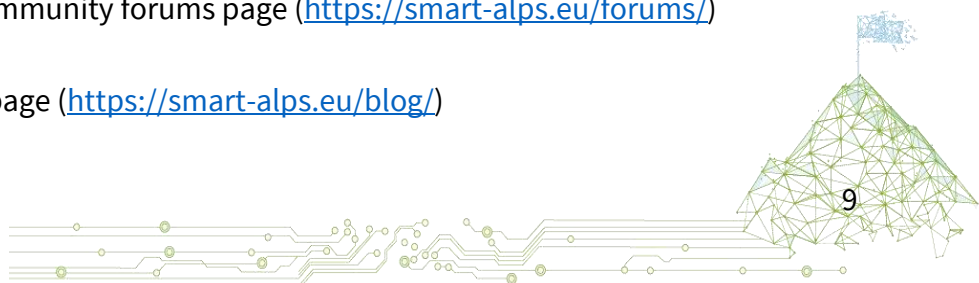 mmunity forums page (https://smart-alps.eu/forums/)
page (https://smart-alps.eu/blog/)
9